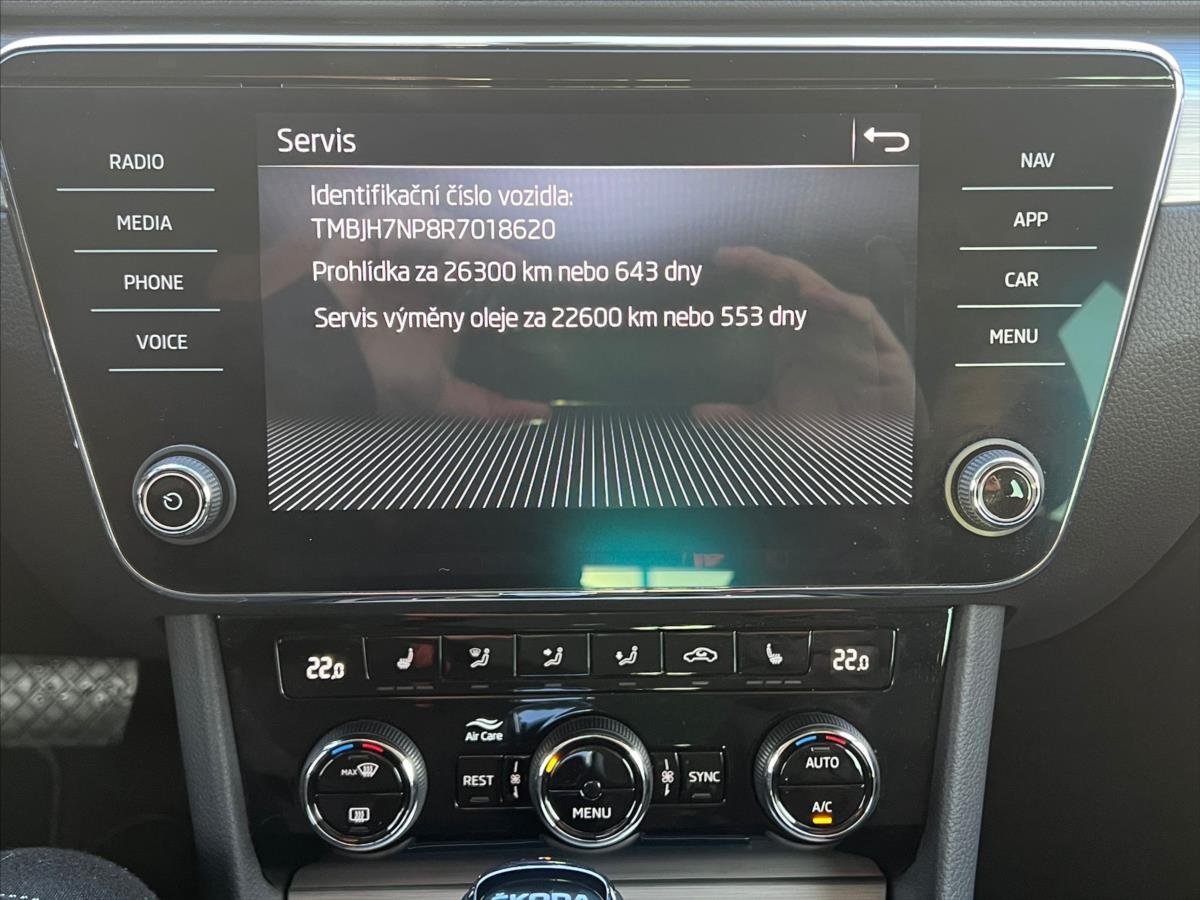 Servis
Identifikační číslo vozidla:
TMBJH7NP8R7018620
Prohlídka za 26300 km nebo 643 dny
Servis výměny oleje za 22600 km nebo 553 dny
RADIO
MEDIA
PHONE
VOICE
NAV
APP
CAR
MENU
22.0
22.0
Air Care
MAX
REST
MENU
SYNC
AUTO
A/C
ŠKODA